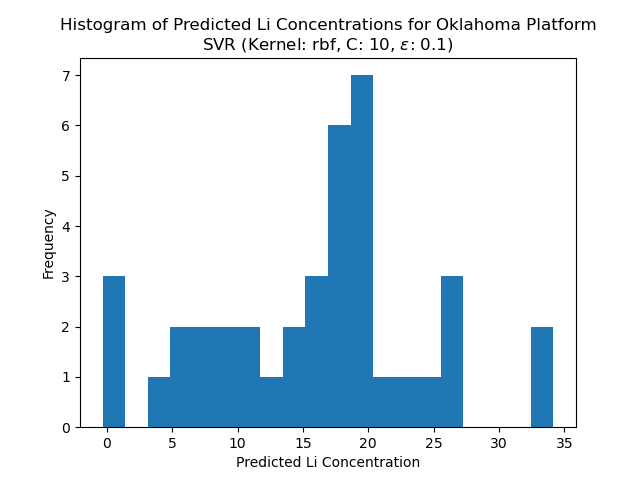 Histogram of Predicted Li Concentrations for Oklahoma Platform
SVR (Kernel: rbf, C: 10, ε: 0.1)
7
6
5
4
3
2
1
0
Frequency
0 5 10 15 20 25 30 35
Predicted Li Concentration